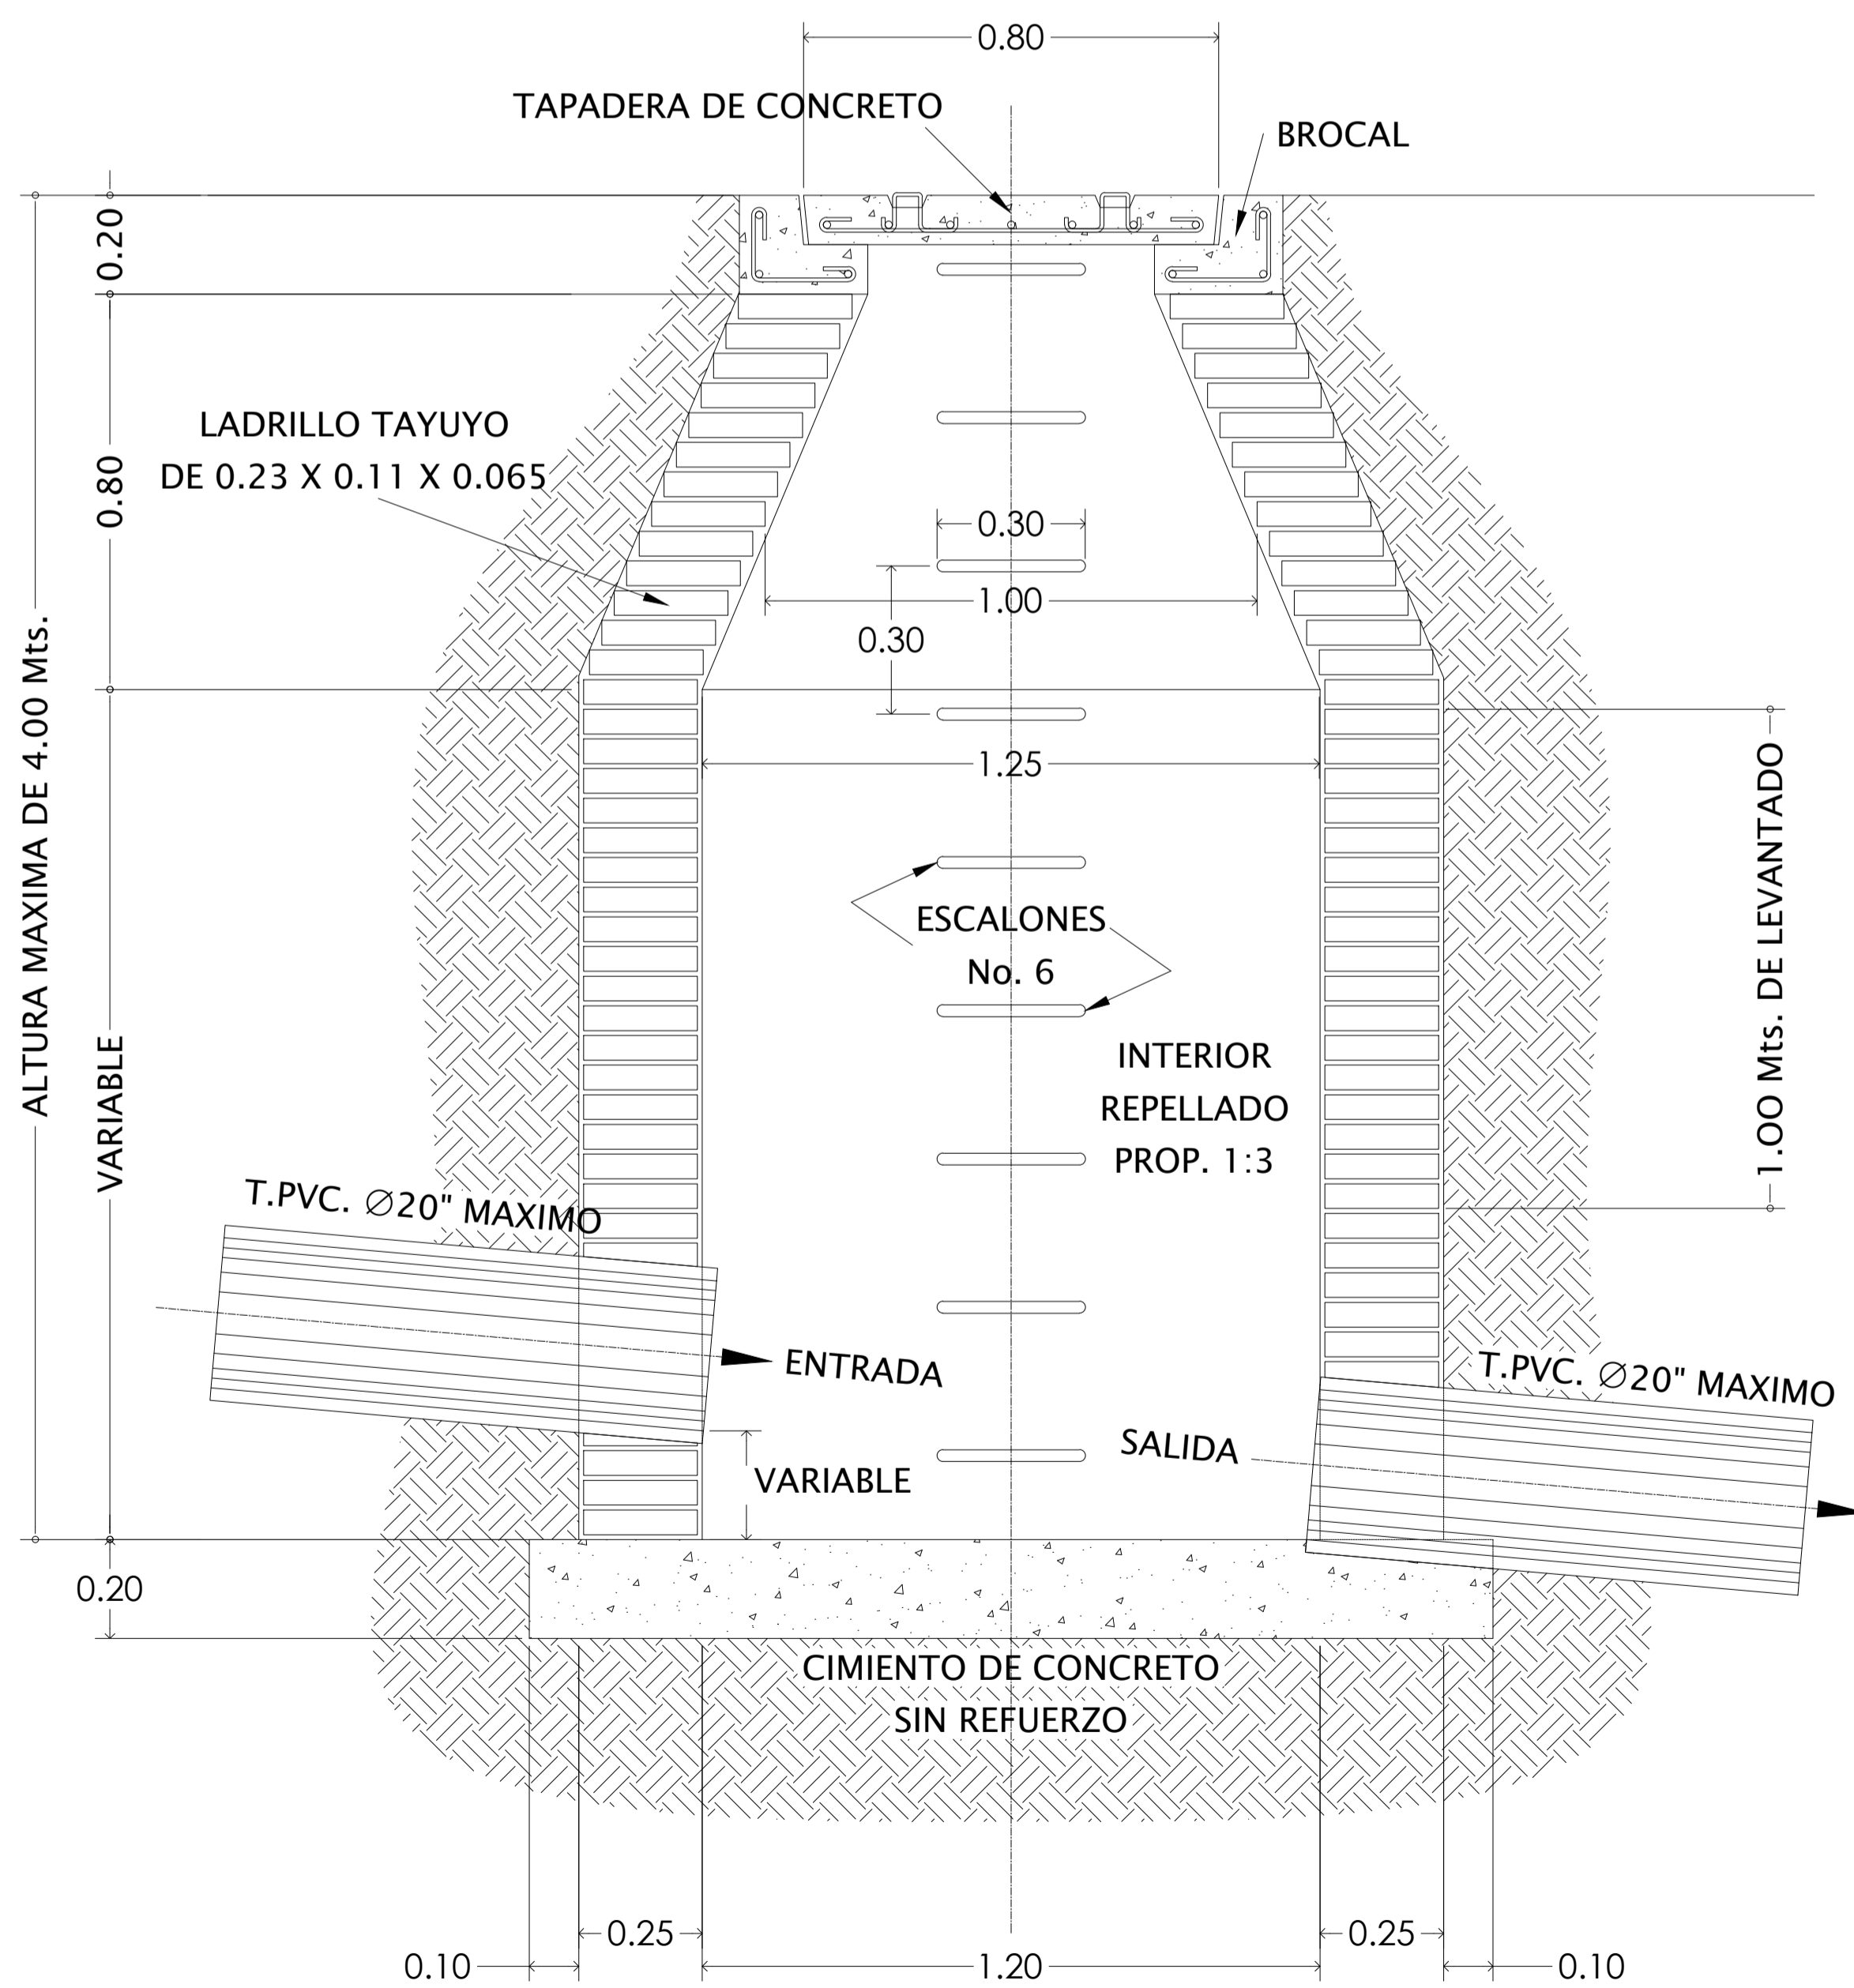 0.80
TAPADERA DE CONCRETO
BROCAL
0.20
0.80
LADRILLO TAYUYO
DE 0.23 X 0.11 X 0.065
0.30
1.00
0.30
ALTURA MAXIMA DE 4.00 Mts.
1.25
1.OO Mts. DE LEVANTADO
ESCALONES
No. 6
VARIABLE
INTERIOR
REPELLADO
PROP. 1:3
T.PVC. Ø20" MAXIMO
ENTRADA
T.PVC. Ø20" MAXIMO
SALIDA
VARIABLE
0.20
CIMIENTO DE CONCRETO
SIN REFUERZO
0.25
0.25
0.10
1.20
0.10